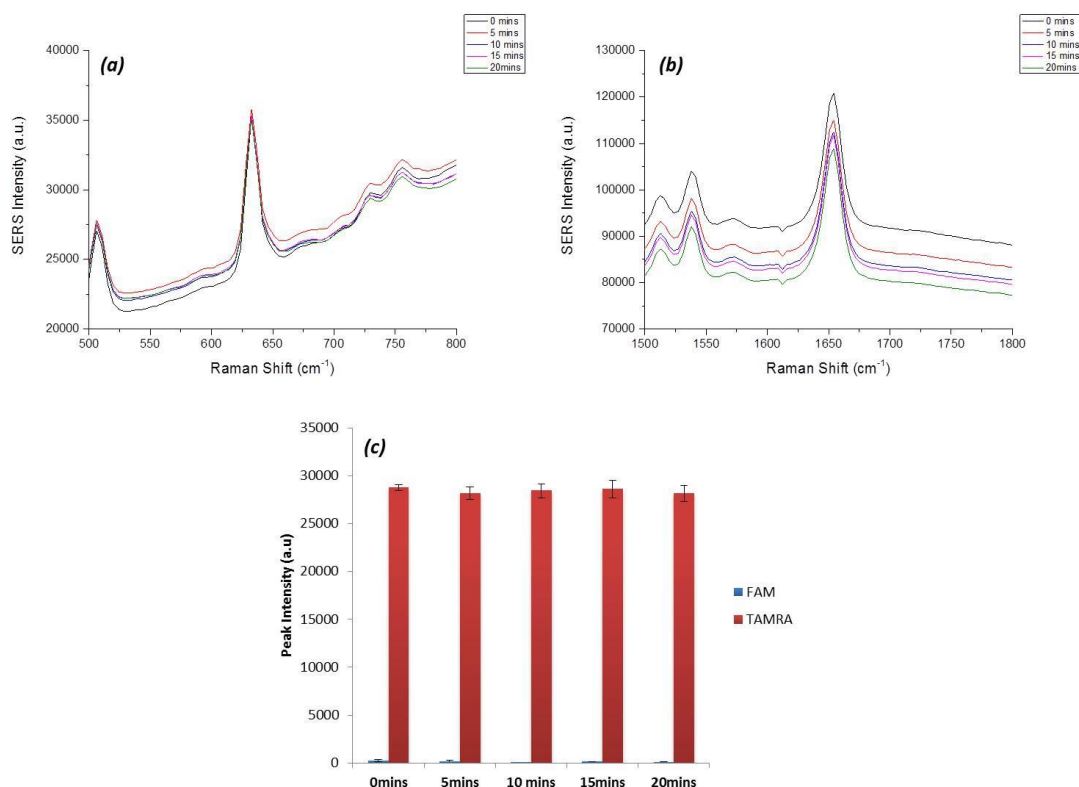 (a)
0 mins
5 mins
10 mins
15 mins
20mins
40000
35000
30000
25000
20000
SERS Intensity (a.u.)
500 550 600 650 700 750 800
Raman Shift (cm⁻¹)
(b)
0 mins
5 mins
10 mins
15 mins
20mins
130000
120000
110000
100000
90000
80000
70000
SERS Intensity (a.u.)
1500 1550 1600 1650 1700 1750 1800
Raman Shift (cm⁻¹)
(c)
35000
30000
25000
20000
15000
10000
5000
0
Peak Intensity (a.u)
0mins 5mins 10 mins 15mins 20mins
FAM
TAMRA